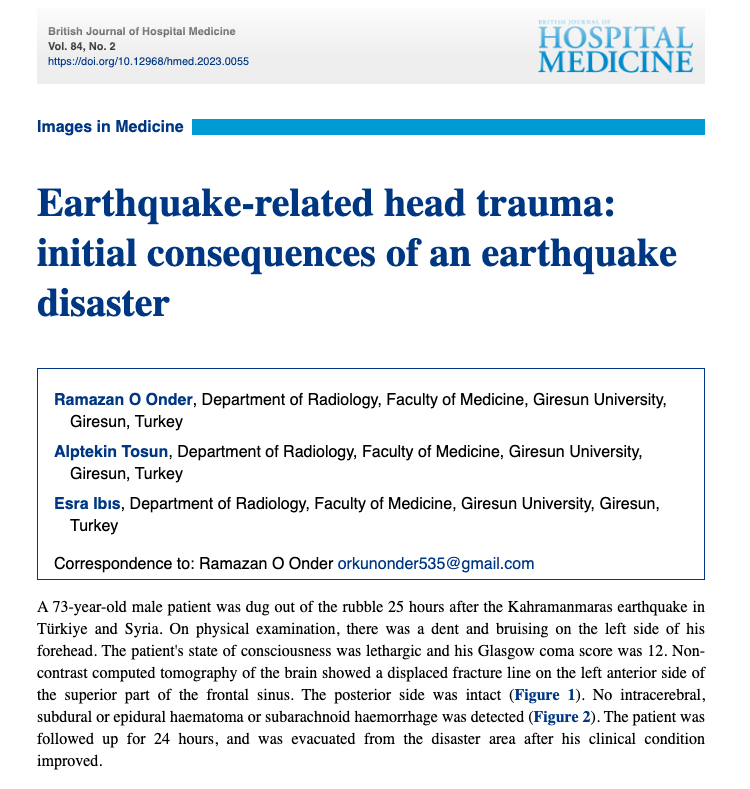 British Journal of Hospital Medicine
Vol. 84, No. 2
https://doi.org/10.12968/hmed.2023.0055
BRITISH JOURNAL OF
HOSPITAL
MEDICINE
Images in Medicine
Earthquake-related head trauma:
initial consequences of an earthquake
disaster
Ramazan O Onder, Department of Radiology, Faculty of Medicine, Giresun University,
Giresun, Turkey
Alptekin Tosun, Department of Radiology, Faculty of Medicine, Giresun University,
Giresun, Turkey
Esra Ibıs, Department of Radiology, Faculty of Medicine, Giresun University, Giresun,
Turkey
Correspondence to: Ramazan O Onder orkunonder535@gmail.com
A 73-year-old male patient was dug out of the rubble 25 hours after the Kahramanmaras earthquake in
Türkiye and Syria. On physical examination, there was a dent and bruising on the left side of his
forehead. The patient's state of consciousness was lethargic and his Glasgow coma score was 12. Non-
contrast computed tomography of the brain showed a displaced fracture line on the left anterior side of
the superior part of the frontal sinus. The posterior side was intact (Figure 1). No intracerebral,
subdural or epidural haematoma or subarachnoid haemorrhage was detected (Figure 2). The patient was
followed up for 24 hours, and was evacuated from the disaster area after his clinical condition
improved.